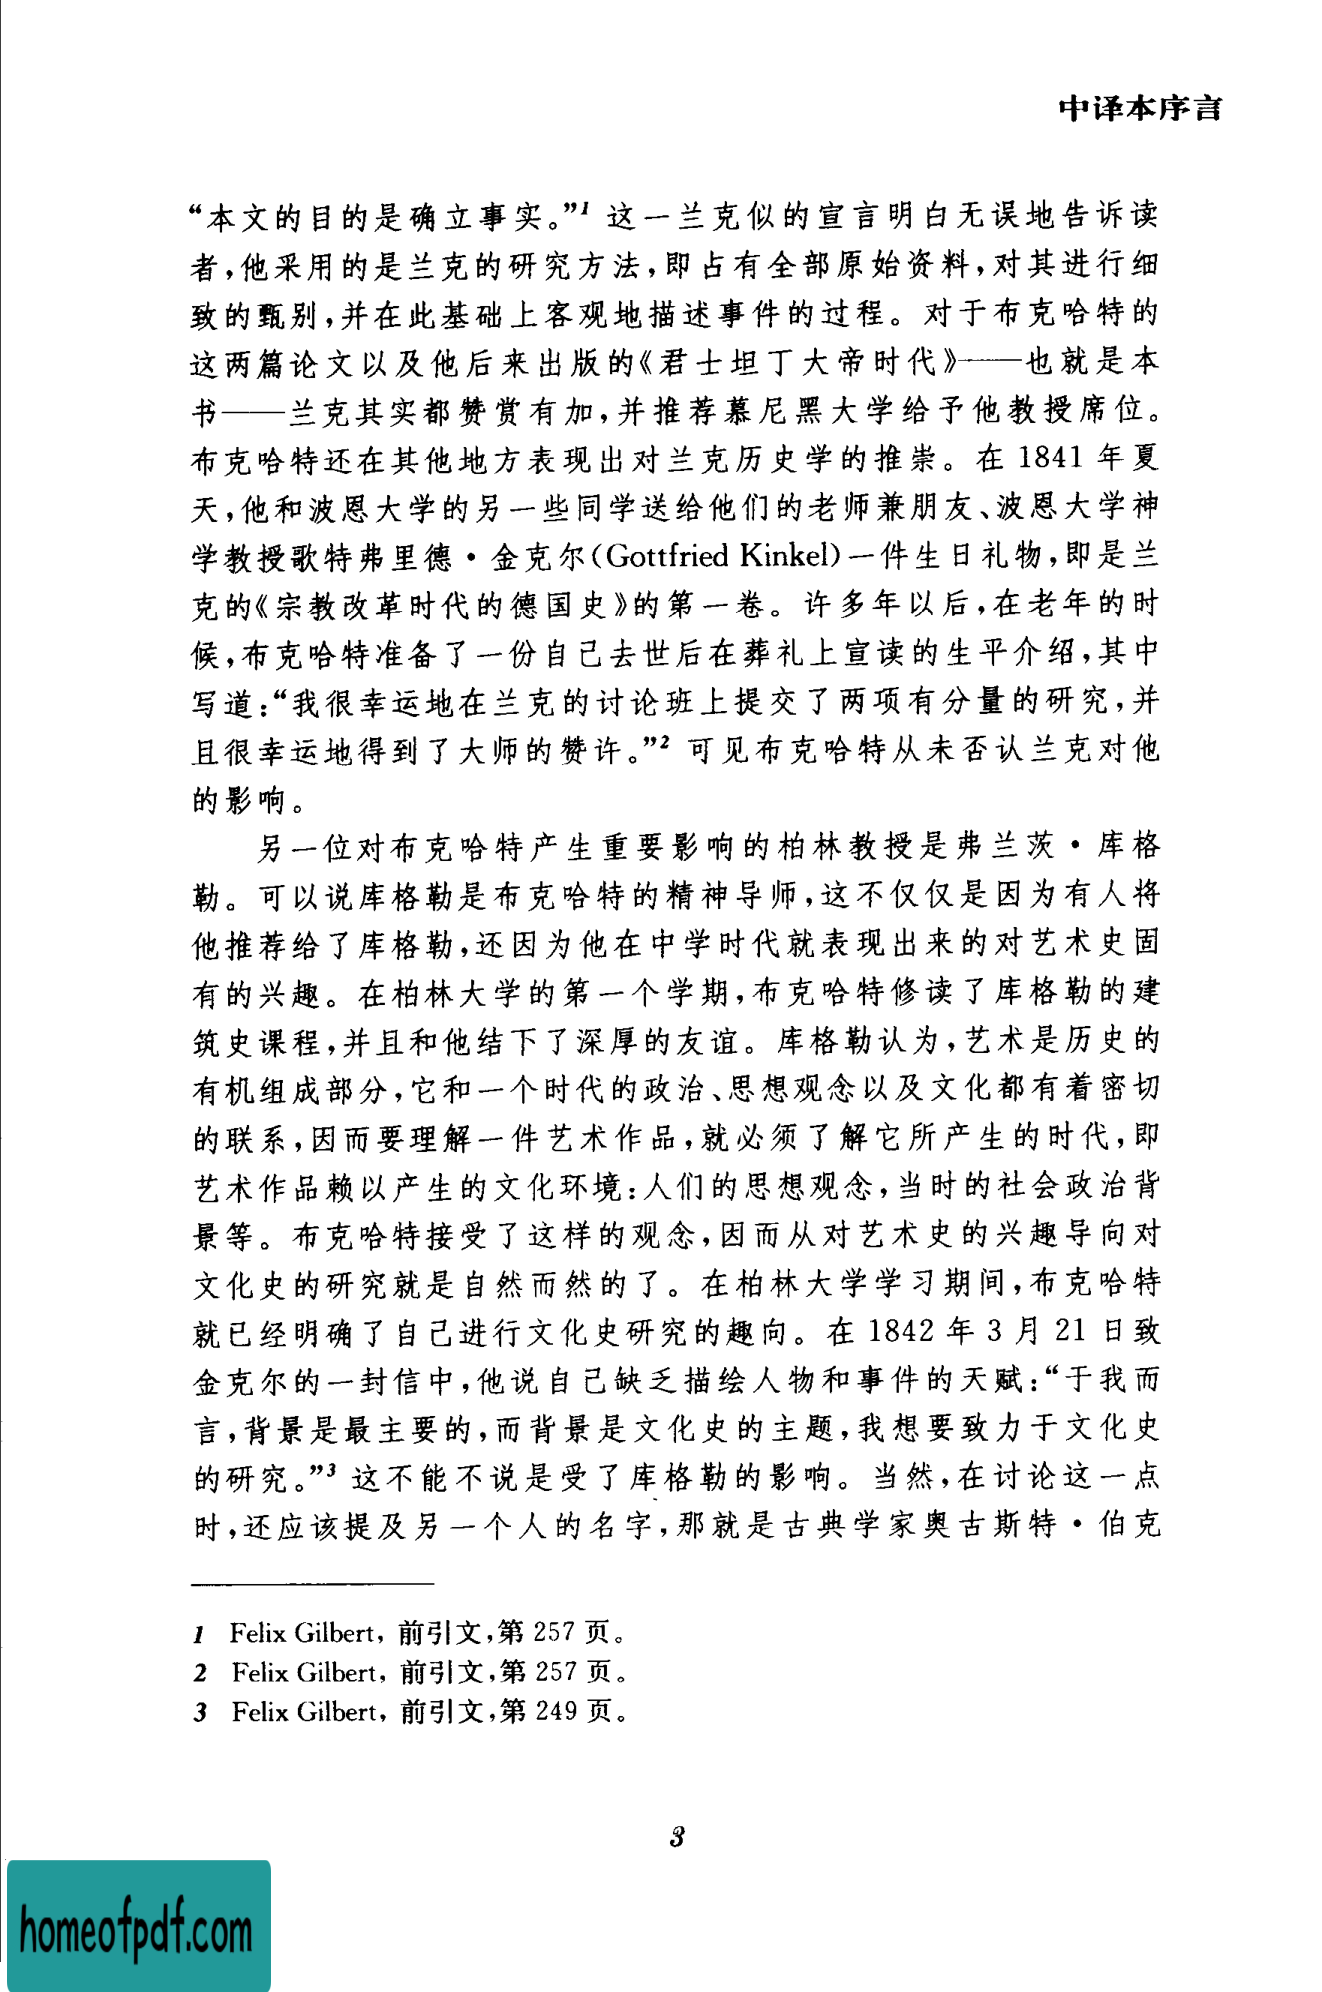 中译本序言
“本文的目的是确立事实。”1 这一兰克似的宣言明白无误地告诉读
者,他采用的是兰克的研究方法,即占有全部原始资料,对其进行细
致的甄别,并在此基础上客观地描述事件的过程。对于布克哈特的
这两篇论文以及他后来出版的《君士坦丁大帝时代》——也就是本
书——兰克其实都赞赏有加,并推荐慕尼黑大学给予他教授席位。
布克哈特还在其他地方表现出对兰克历史学的推崇。在 1841 年夏
天,他和波恩大学的另一些同学送给他们的老师兼朋友、波恩大学神
学教授歌特弗里德·金克尔(Gottfried Kinkel)一件生日礼物,即是兰
克的《宗教改革时代的德国史》的第一卷。许多年以后,在老年的时
候,布克哈特准备了一份自己去世后在葬礼上宣读的生平介绍,其中
写道:“我很幸运地在兰克的讨论班上提交了两项有分量的研究,并
且很幸运地得到了大师的赞许。”2 可见布克哈特从未否认兰克对他
的影响。
另一位对布克哈特产生重要影响的柏林教授是弗兰茨·库格
勒。可以说库格勒是布克哈特的精神导师,这不仅仅是因为有人将
他推荐给了库格勒,还因为他在中学时代就表现出来的对艺术史固
有的兴趣。在柏林大学的第一个学期,布克哈特修读了库格勒的建
筑史课程,并且和他结下了深厚的友谊。库格勒认为,艺术是历史的
有机组成部分,它和一个时代的政治、思想观念以及文化都有着密切
的联系,因而要理解一件艺术作品,就必须了解它所产生的时代,即
艺术作品赖以产生的文化环境:人们的思想观念,当时的社会政治背
景等。布克哈特接受了这样的观念,因而从对艺术史的兴趣导向对
文化史的研究就是自然而然的了。在柏林大学学习期间,布克哈特
就已经明确了自己进行文化史研究的趣向。在 1842 年 3 月 21 日致
金克尔的一封信中,他说自己缺乏描绘人物和事件的天赋:“于我而
言,背景是最主要的,而背景是文化史的主题,我想要致力于文化史
的研究。”3 这不能不说是受了库格勒的影响。当然,在讨论这一点
时,还应该提及另一个人的名字,那就是古典学家奥古斯特·伯克
1 Felix Gilbert, 前引文,第 257 页。
2 Felix Gilbert, 前引文,第 257 页。
3 Felix Gilbert, 前引文,第 249 页。
3
homeofpdf.com